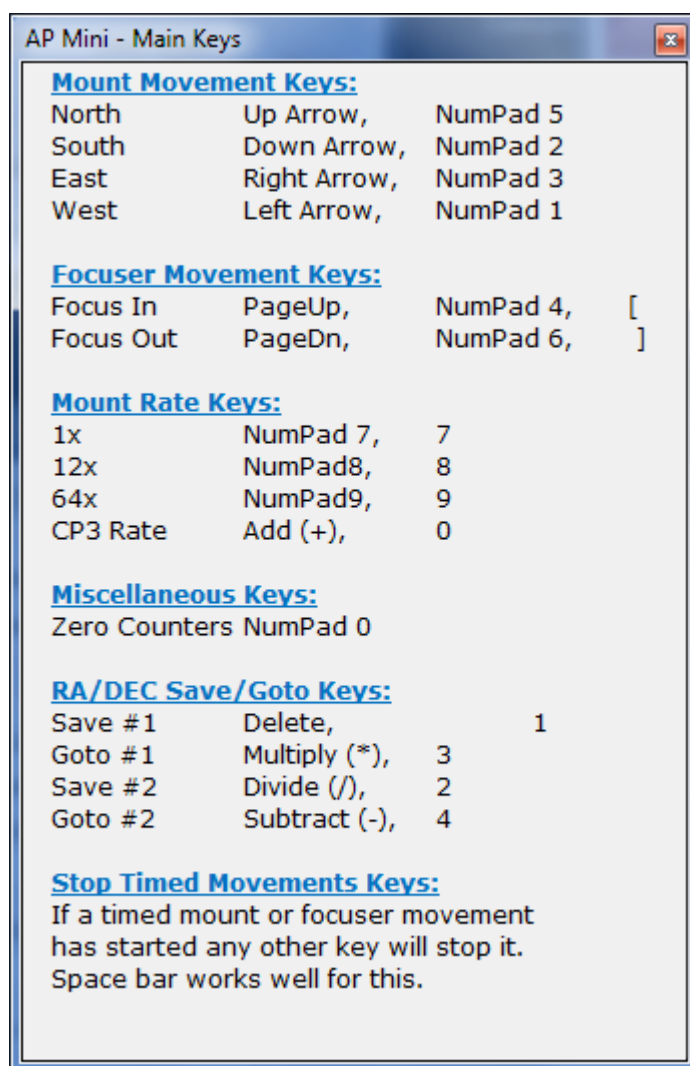 AP Mini - Main Keys
Mount Movement Keys:
North Up Arrow, NumPad 5
South Down Arrow, NumPad 2
East Right Arrow, NumPad 3
West Left Arrow, NumPad 1
Focuser Movement Keys:
Focus In PageUp, NumPad 4, [
Focus Out PageDn, NumPad 6, ]
Mount Rate Keys:
1x NumPad 7, 7
12x NumPad8, 8
64x NumPad9, 9
CP3 Rate Add (+), 0
Miscellaneous Keys:
Zero Counters NumPad 0
RA/DEC Save/Goto Keys:
Save #1 Delete, 1
Goto #1 Multiply (*), 3
Save #2 Divide (/), 2
Goto #2 Subtract (-), 4
Stop Timed Movements Keys:
If a timed mount or focuser movement
has started any other key will stop it.
Space bar works well for this.